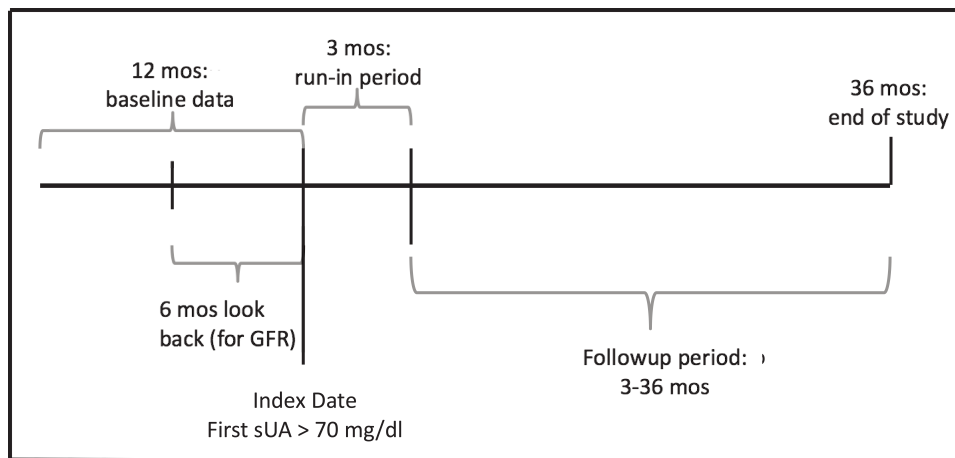 12 mos:
baseline data
3 mos:
run-in period
36 mos:
end of study
6 mos look
back (for GFR)
Index Date
First sUA > 70 mg/dl
Followup period:
3-36 mos